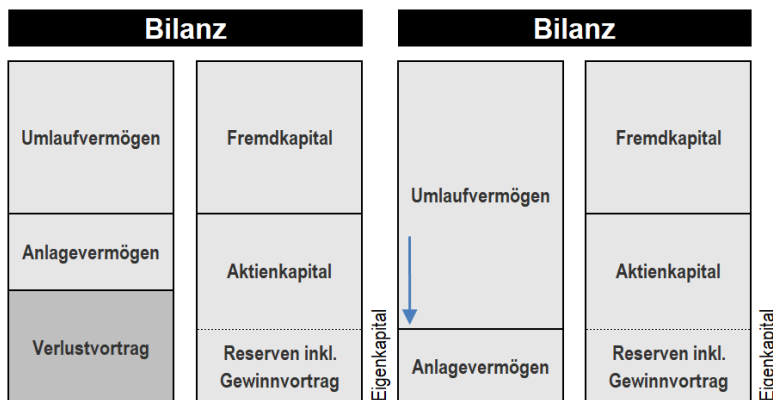 Bilanz
Umlaufvermögen
Fremdkapital
Anlagevermögen
Aktienkapital
Verlustvortrag
Reserven inkl.
Gewinnvortrag
Eigenkapital
Bilanz
Umlaufvermögen
Fremdkapital
Aktienkapital
Anlagevermögen
Reserven inkl.
Gewinnvortrag
Eigenkapital